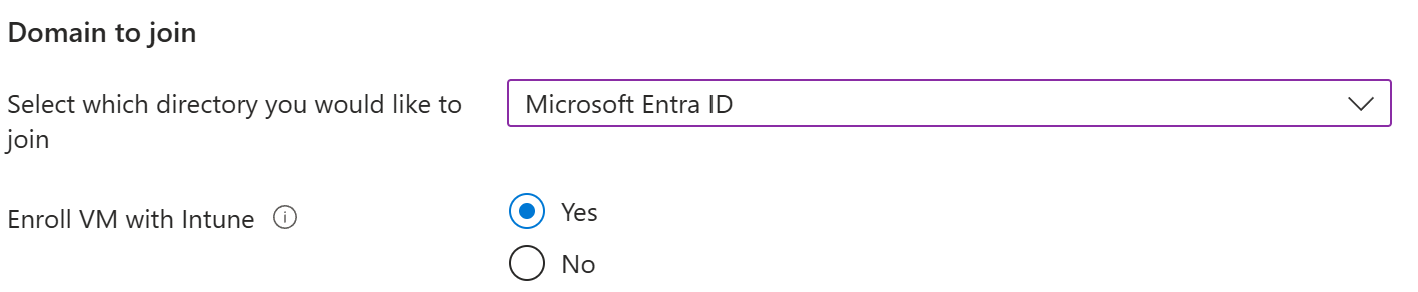 Domain to join
Select which directory you would like to
join
Microsoft Entra ID
Enroll VM with Intune
Yes
No